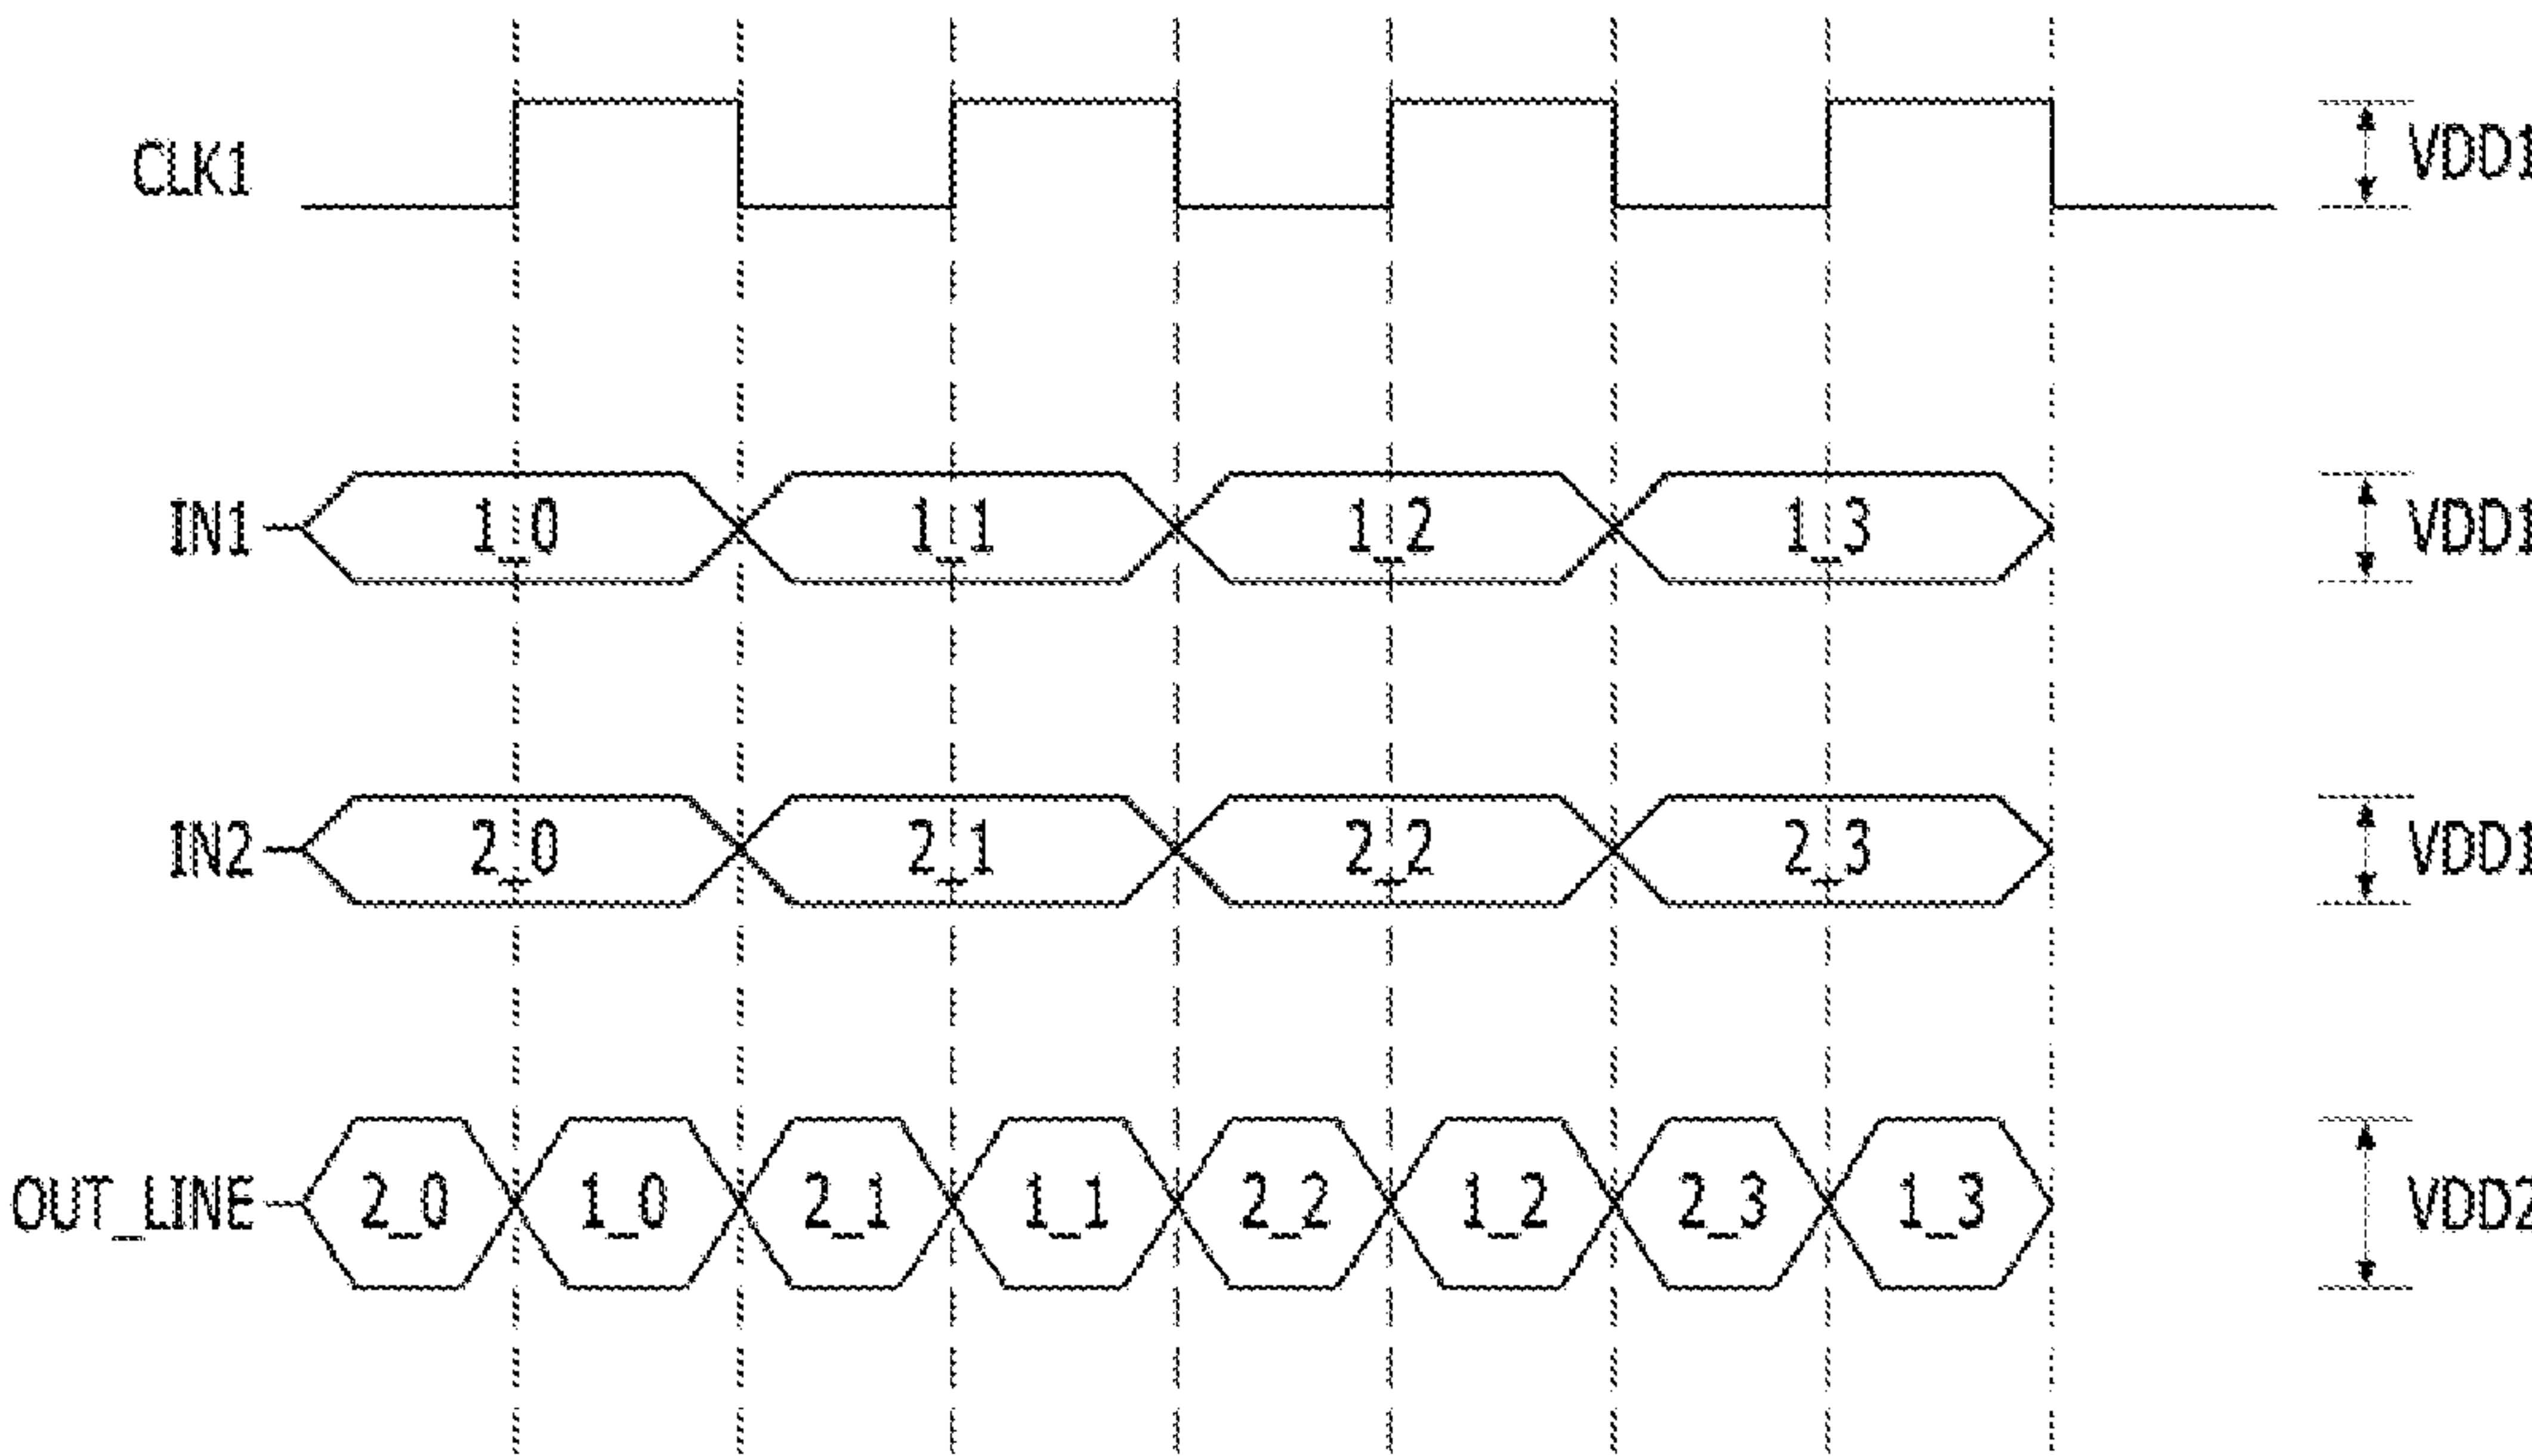 CLK1 VDD1
IN1 1_0 1_1 1_2 1_3 VDD1
IN2 2_0 2_1 2_2 2_3 VDD1
OUT_LINE 2_0 1_0 2_1 1_1 2_2 1_2 2_3 1_3 VDD2